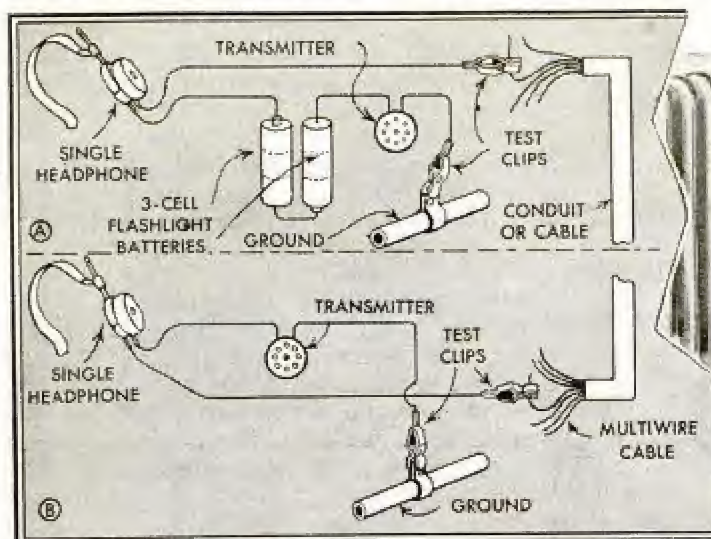 TRANSMITTER
SINGLE
HEADPHONE
3-CELL
FLASHLIGHT
BATTERIES
GROUND
TEST
CLIPS
CONDUIT
OR CABLE
A
TRANSMITTER
SINGLE
HEADPHONE
TEST
CLIPS
MULTIWIRE
CABLE
GROUND
B